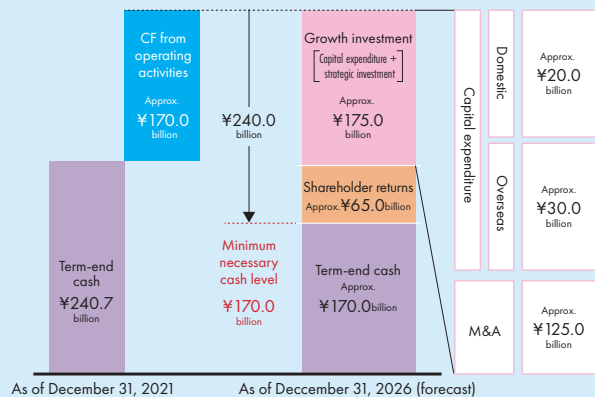 CF from
operating
activities
Approx.
¥170.0
billion
Term-end
cash
¥240.7
billion
¥240.0
billion
Minimum
necessary
cash level
¥170.0
billion
Growth investment
[Capital expenditure +
strategic investment]
Approx.
¥175.0
billion
Shareholder returns
Approx.¥65.0billion
Term-end cash
Approx.
¥170.0billion
Capital expenditure
Domestic
Approx.
¥20.0
billion
Overseas
Approx.
¥30.0
billion
M&A
Approx.
¥125.0
billion
As of December 31, 2021
As of Deccember 31, 2026 (forecast)